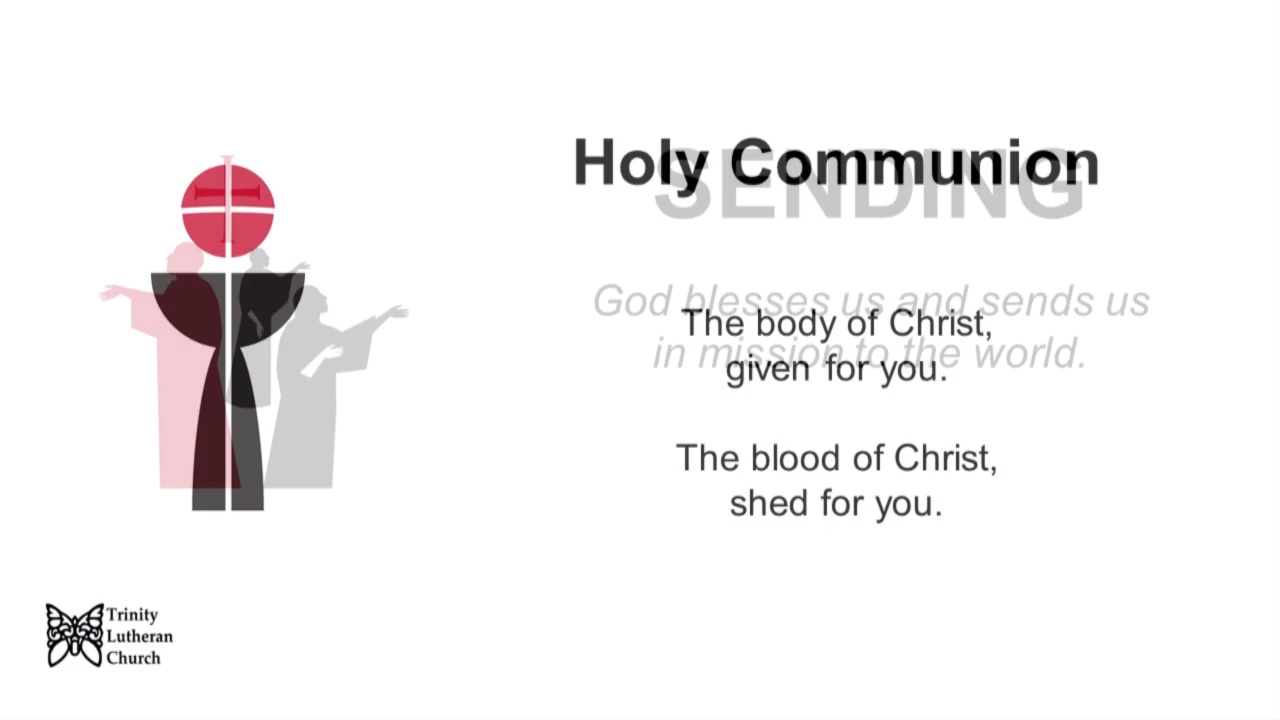 Holy Communion
SENDING
God blesses us and sends us
in mission to the world.
The body of Christ,
given for you.
The blood of Christ,
shed for you.
Trinity
Lutheran
Church